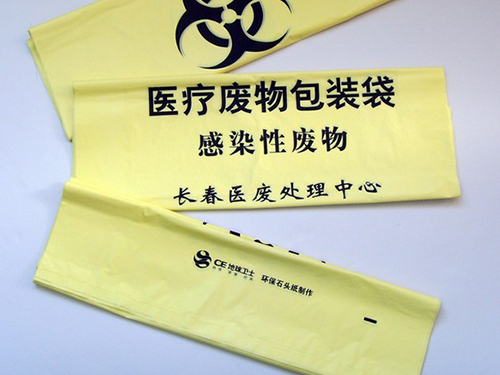 医疗废物包装袋
感染性废物
长春医废处理中心
CE 地球卫士 环保石头纸制作